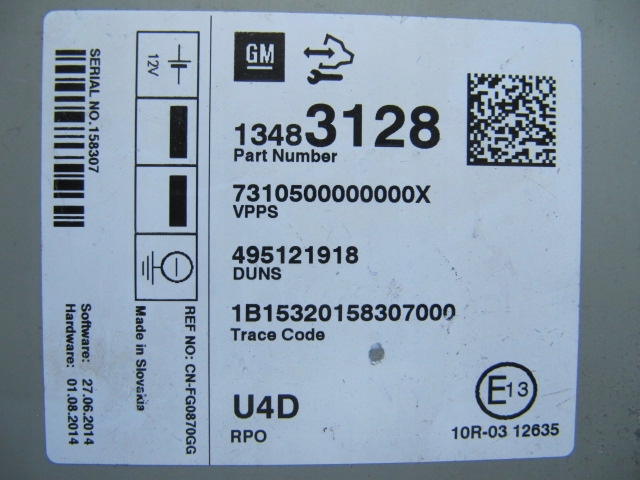 GM
13483128
Part Number
7310500000000X
VPPS
495121918
DUNS
1B15320158307000
Trace Code
U4D
RPO
E13
10R-03 12635
12V
SERIAL NO.158307
REF NO: CN-FG0870GG
Made in Slovakia
Software: 27.06.2014
Hardware: 01.08.2014